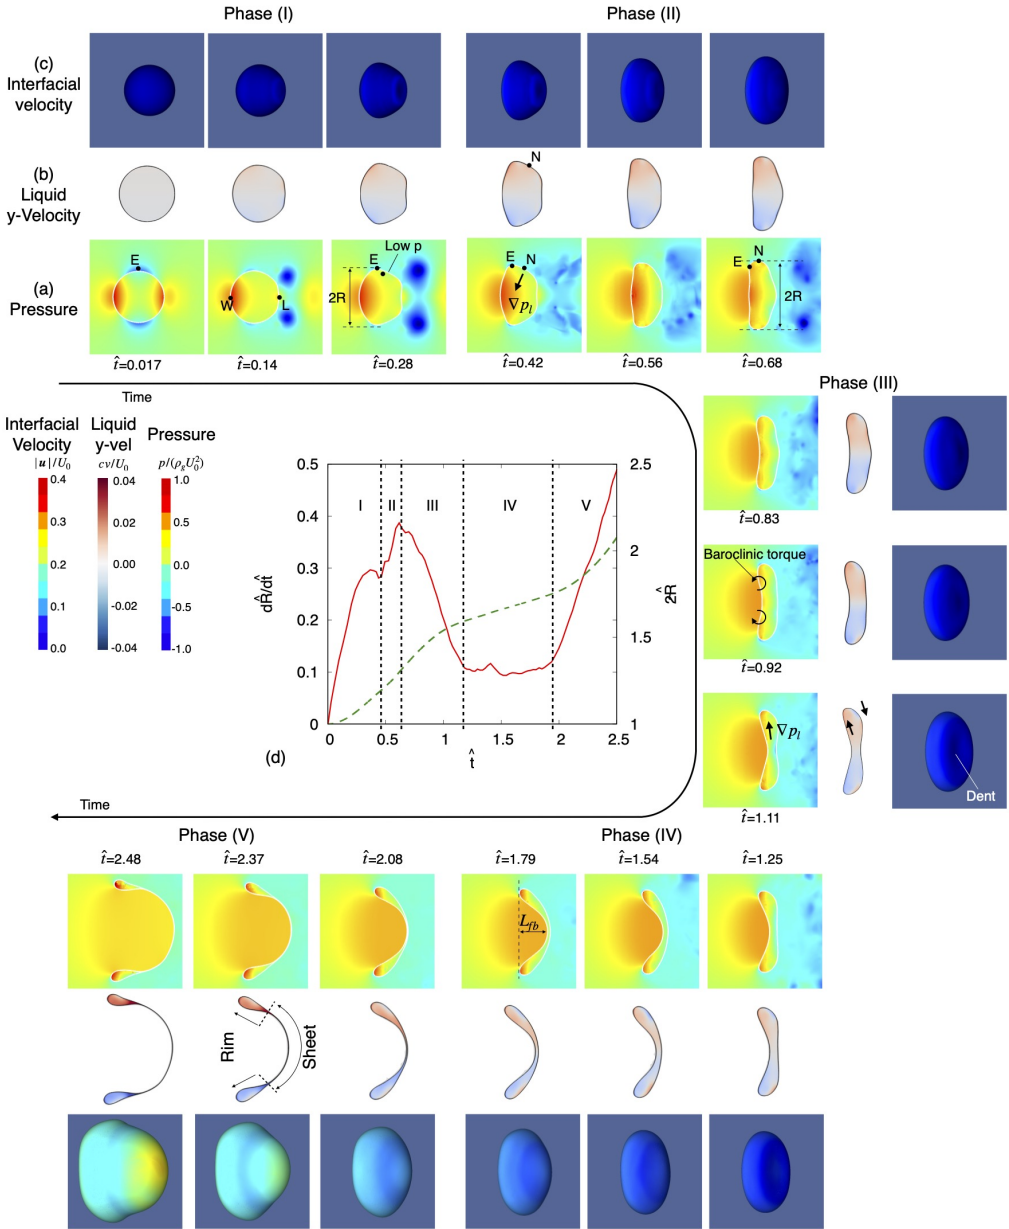 Phase (I)
Phase (II)
(c)
Interfacial
velocity
(b)
Liquid
y-Velocity
N
(a)
Pressure
E
W
L
E
Low p
2R
E
N
∇p_l
E
N
2R
t̂=0.017
t̂=0.14
t̂=0.28
t̂=0.42
t̂=0.56
t̂=0.68
Time
Phase (III)
Interfacial
Velocity
|u|/U₀
0.4
0.3
0.2
0.1
0.0
Liquid
y-vel
cv/U₀
0.04
0.02
0.00
-0.02
-0.04
Pressure
p/(ρ_g U₀²)
1.0
0.5
0.0
-0.5
-1.0
dR̂/dt̂
0.5
0.4
0.3
0.2
0.1
0
I
II
III
IV
V
2.5
2
1.5
1
2R̂
0
0.5
1
1.5
2
2.5
t̂
(d)
t̂=0.83
Baroclinic torque
t̂=0.92
∇p_l
Dent
t̂=1.11
Time
Phase (V)
Phase (IV)
t̂=2.48
t̂=2.37
t̂=2.08
t̂=1.79
t̂=1.54
t̂=1.25
L_fb
Rim
Sheet